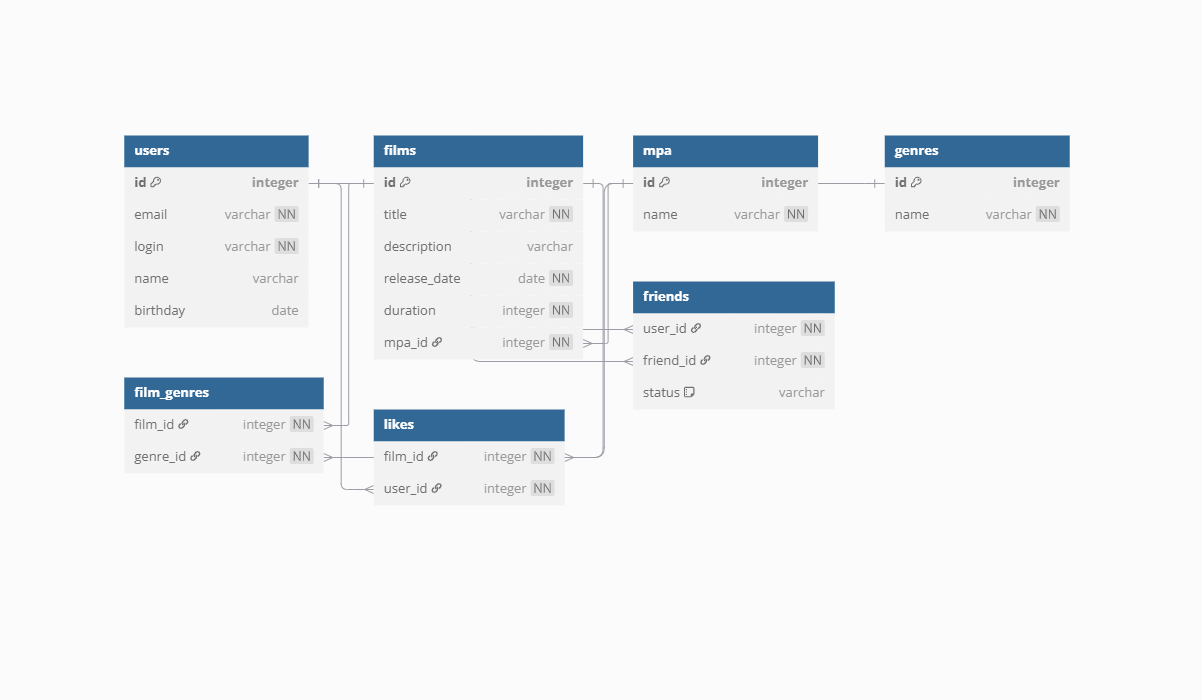 users
id integer
email varchar NN
login varchar NN
name varchar
birthday date
films
id integer
title varchar NN
description varchar
release_date date NN
duration integer NN
mpa_id integer NN
mpa
id integer
name varchar NN
genres
id integer
name varchar NN
friends
user_id integer NN
friend_id integer NN
status varchar
film_genres
film_id integer NN
genre_id integer NN
likes
film_id integer NN
user_id integer NN